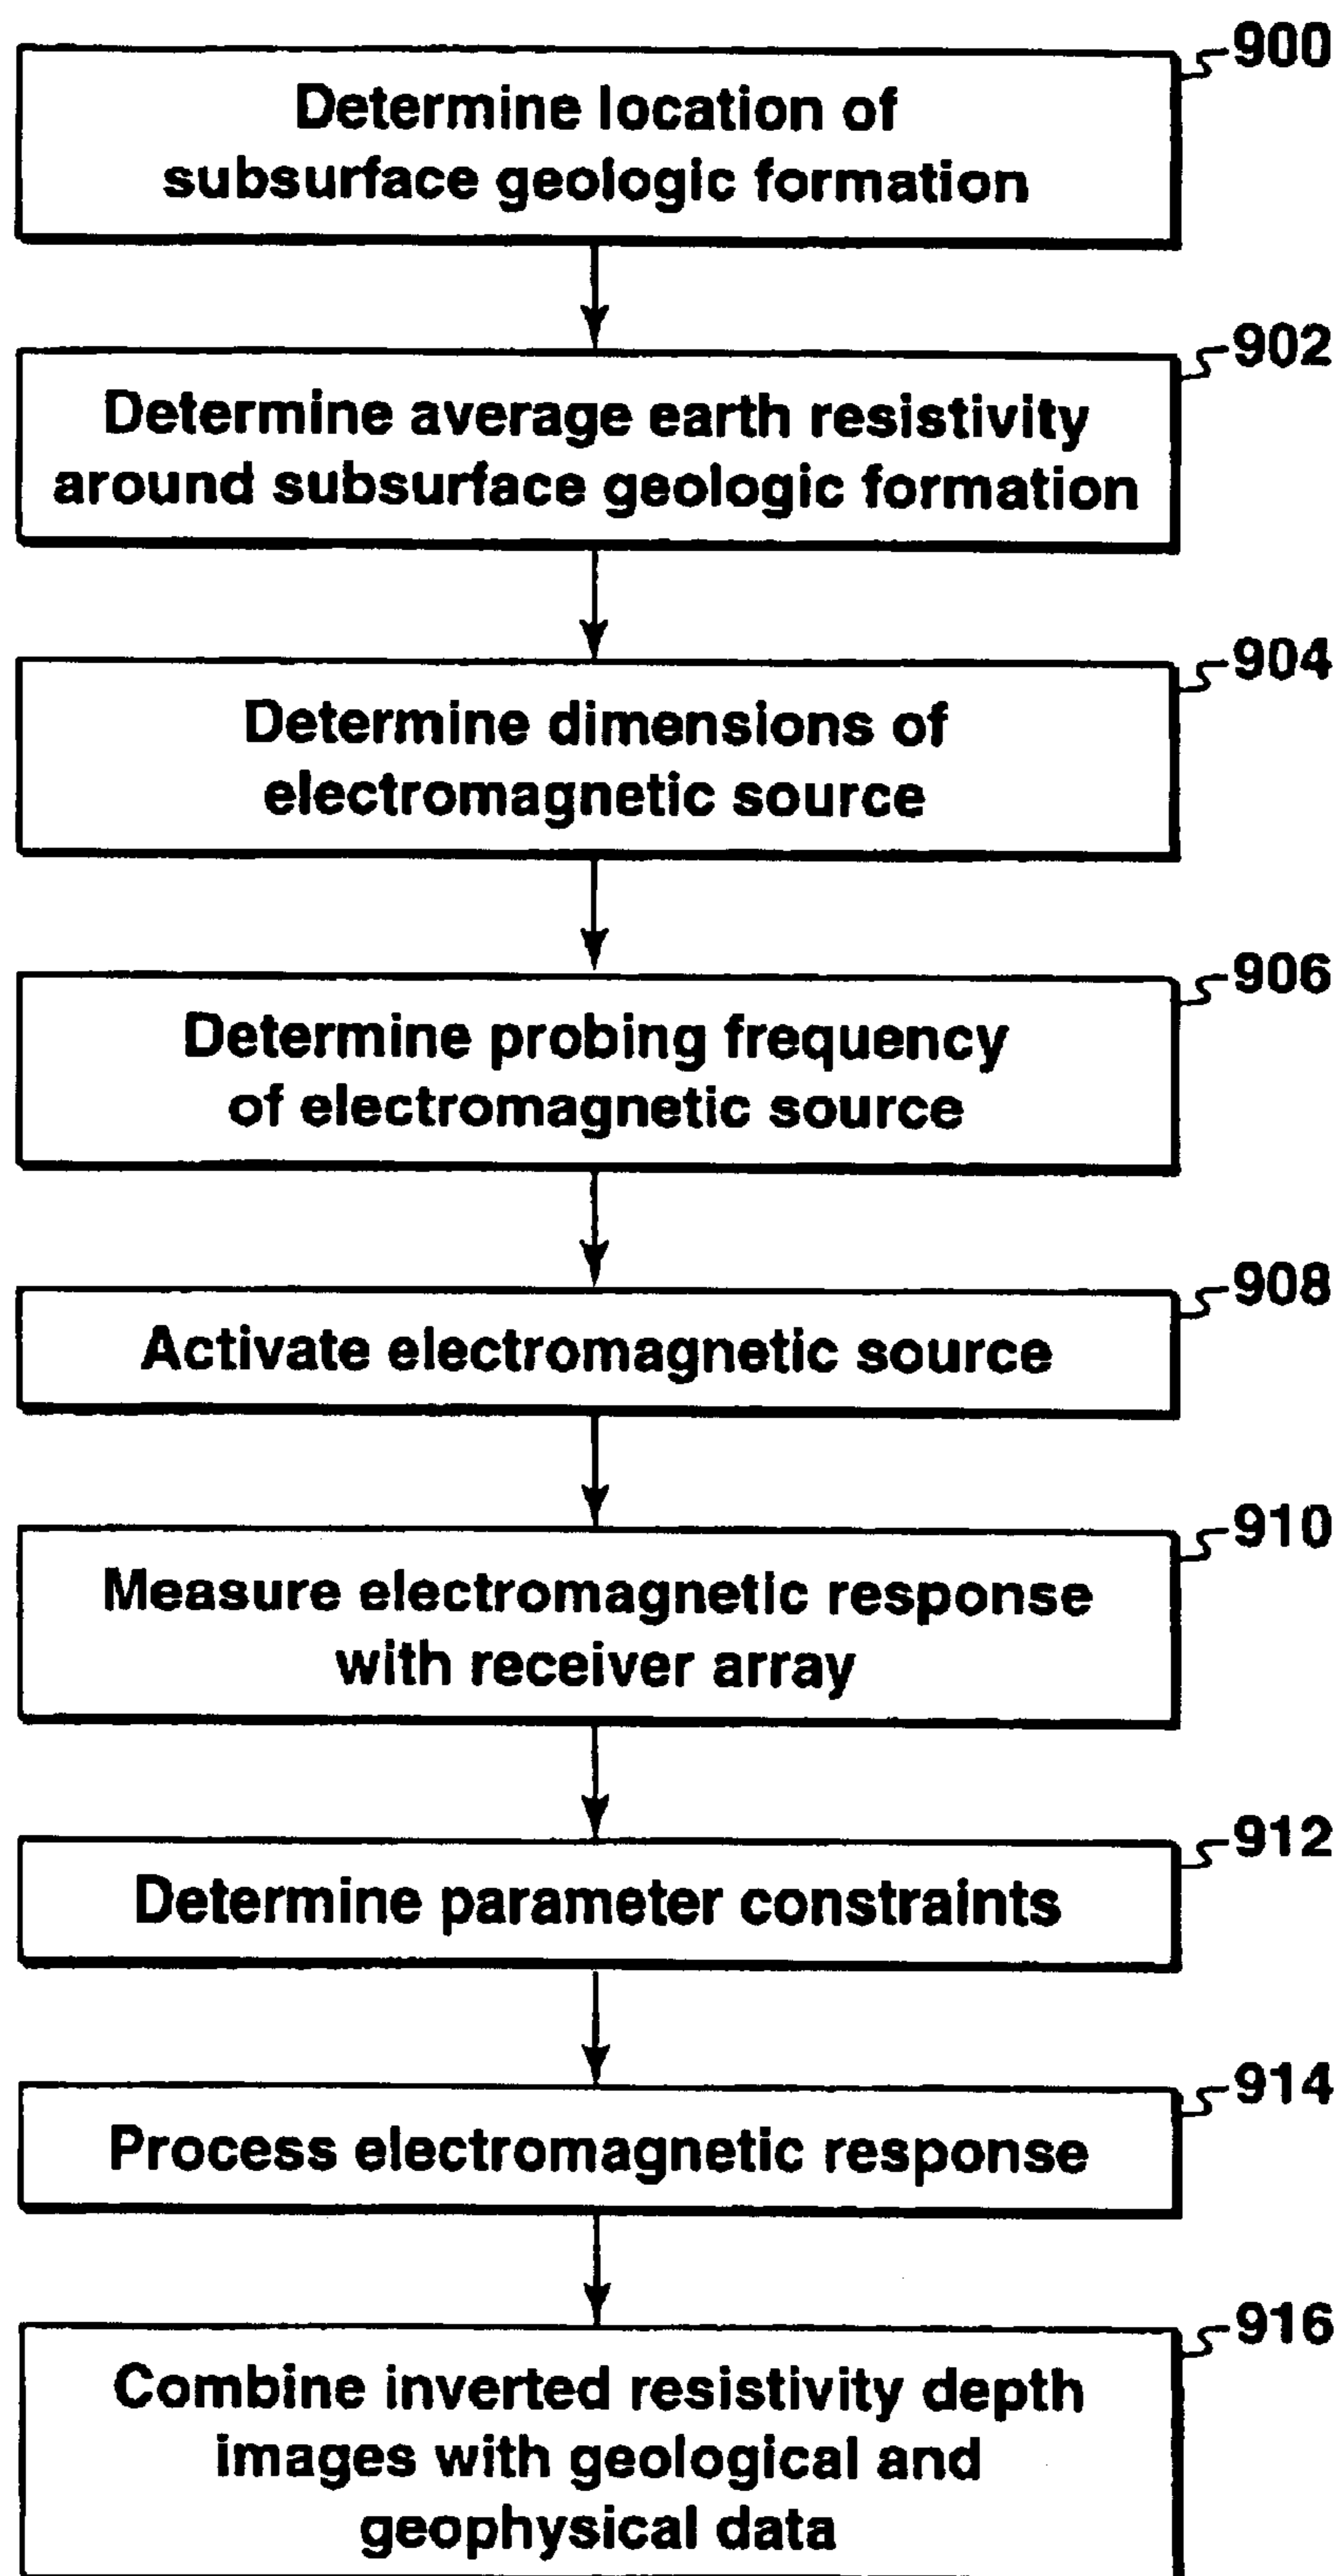 900
Determine location of
subsurface geologic formation
902
Determine average earth resistivity
around subsurface geologic formation
904
Determine dimensions of
electromagnetic source
906
Determine probing frequency
of electromagnetic source
908
Activate electromagnetic source
910
Measure electromagnetic response
with receiver array
912
Determine parameter constraints
914
Process electromagnetic response
916
Combine inverted resistivity depth
images with geological and
geophysical data